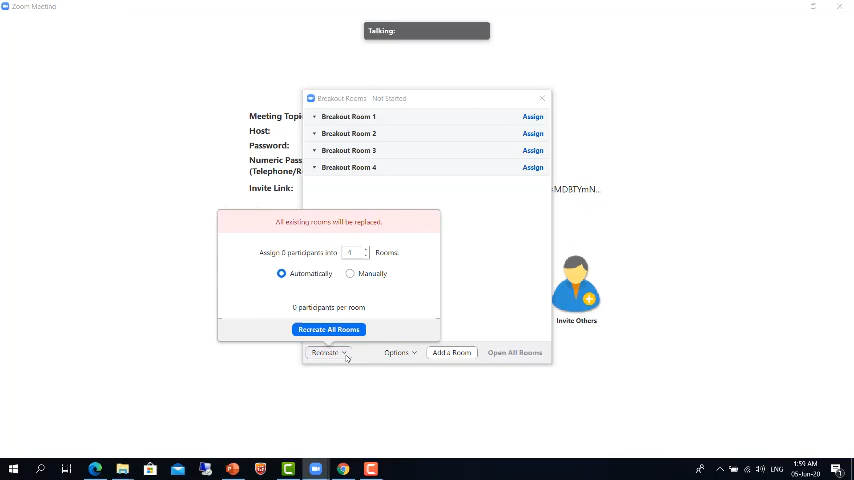 Zoom Meeting
Talking:
Breakout Rooms - Not Started
Meeting Topi
Host:
Password:
Numeric Pass
(Telephone/R
Invite Link:
Breakout Room 1 Assign
Breakout Room 2 Assign
Breakout Room 3 Assign
Breakout Room 4 Assign
=MDBTYmN...
All existing rooms will be replaced.
Assign 0 participants into 4 Rooms:
Automatically Manually
0 participants per room
Recreate All Rooms
Invite Others
Recreate Options Add a Room Open All Rooms
ENG
1:59 AM
05-Jun-20